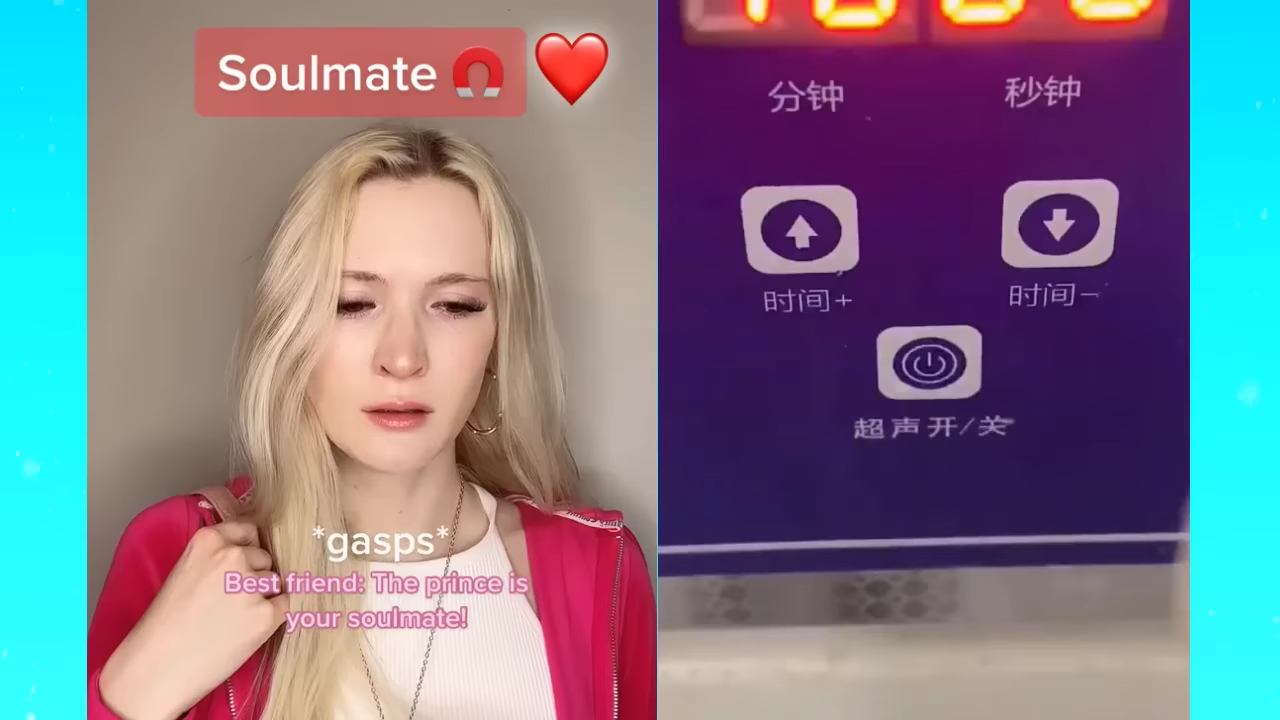 Soulmate
*gasps*
Best friend: The prince is
your soulmate!
分钟
秒钟
时间+
时间-
超声开/关